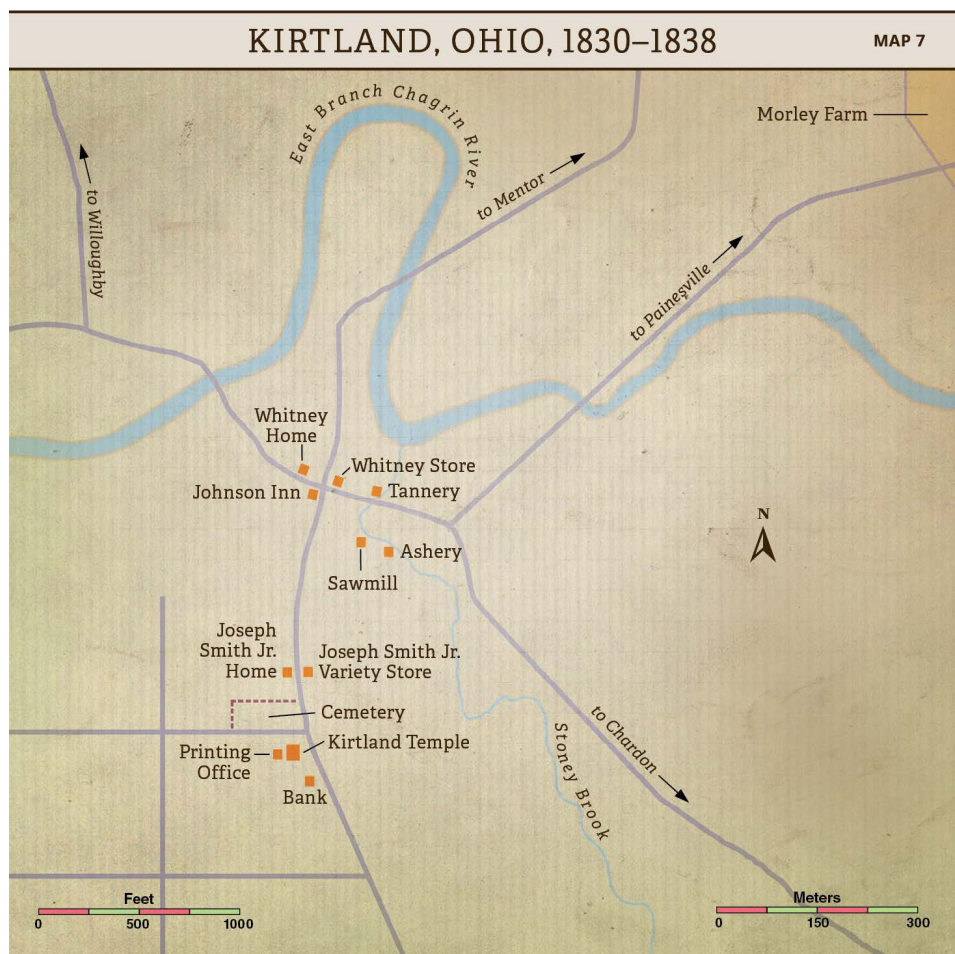 KIRTLAND, OHIO, 1830–1838
MAP 7
East Branch Chagrin River
Morley Farm
to Willoughby
to Mentor
to Painesville
Whitney
Home
Whitney Store
Johnson Inn
Tannery
N
Ashery
Sawmill
Joseph
Smith Jr.
Home
Joseph Smith Jr.
Variety Store
Cemetery
to Chardon
Stoney Brook
Printing
Office
Kirtland Temple
Bank
Feet
0 500 1000
Meters
0 150 300